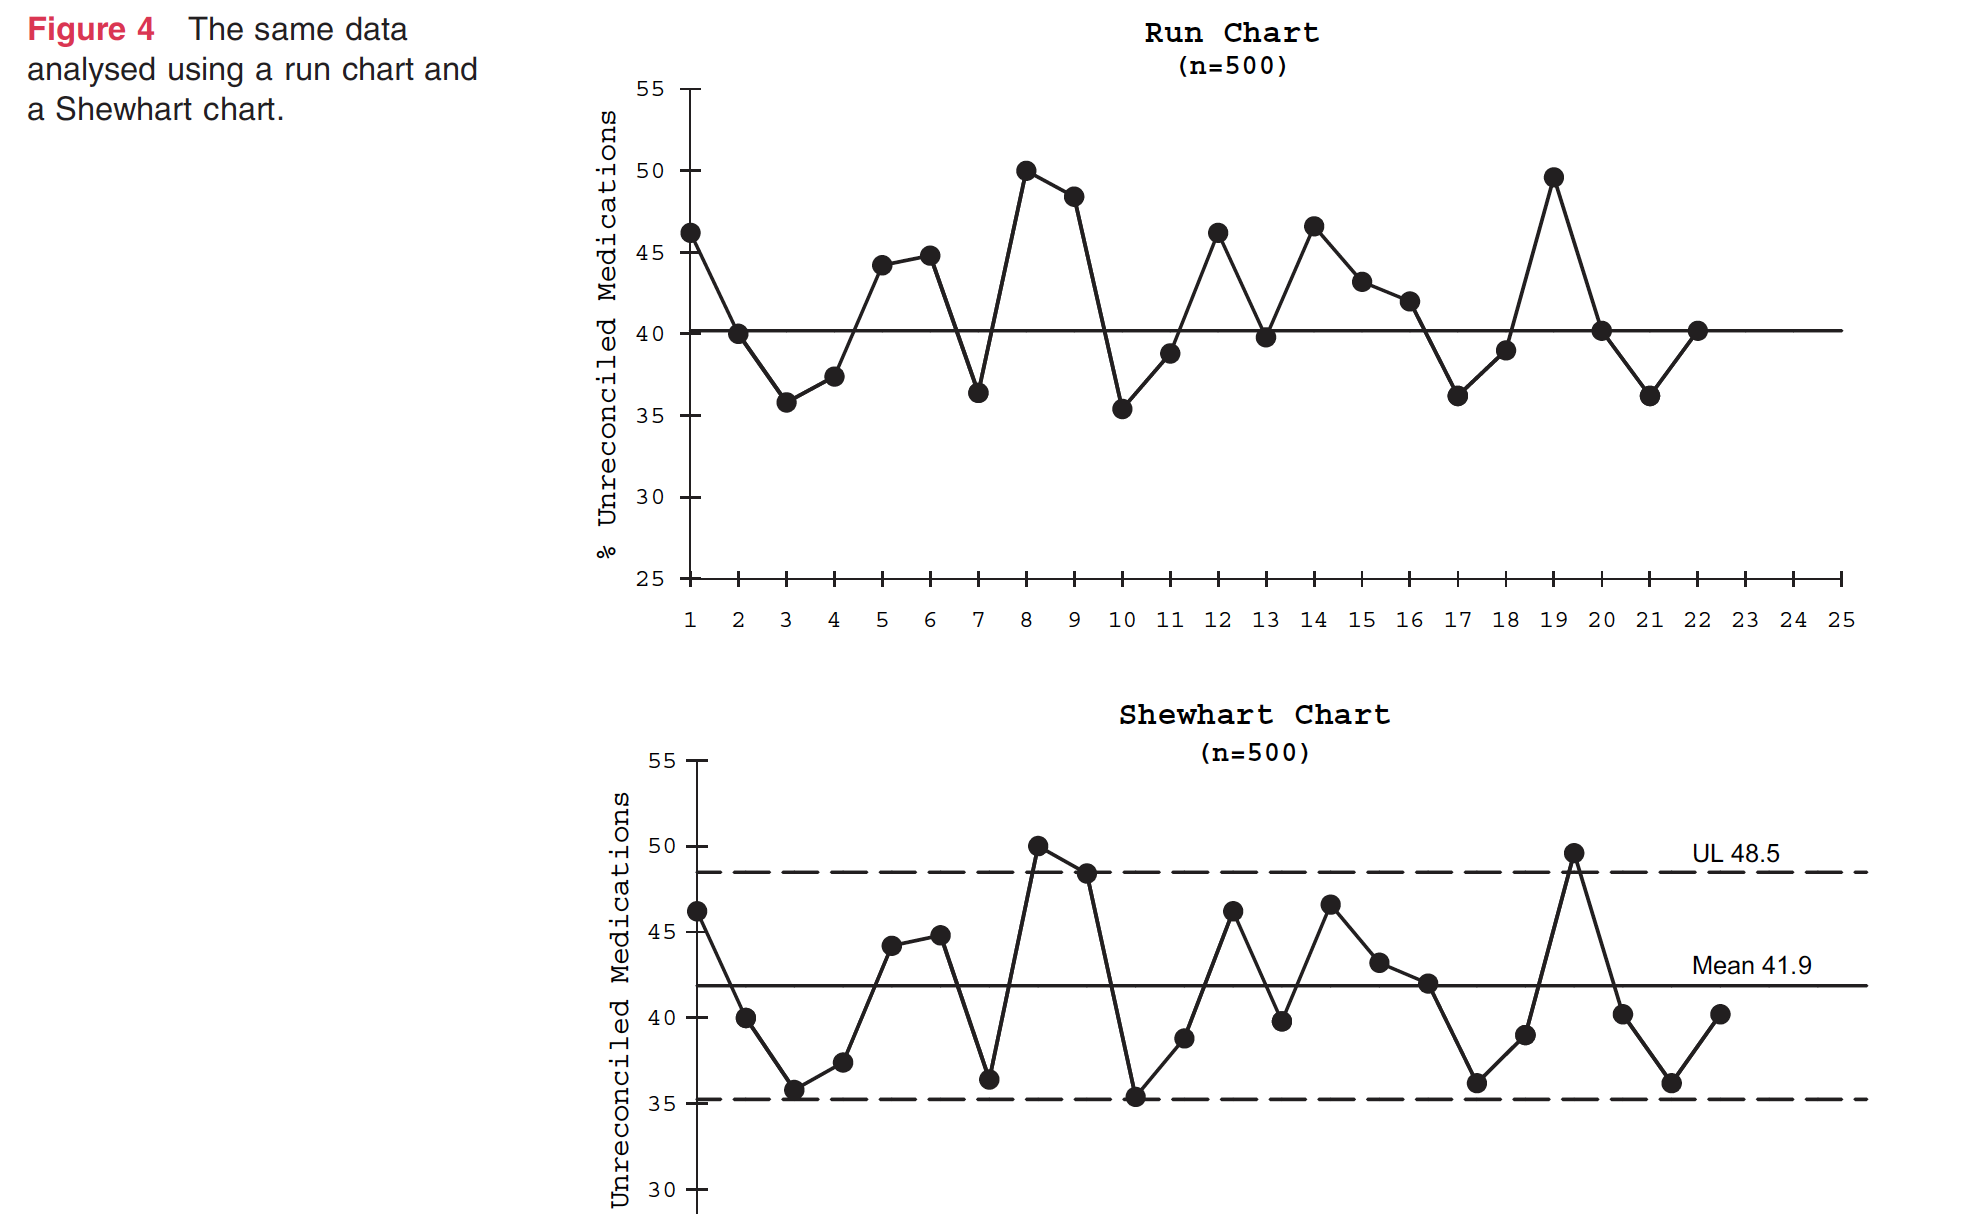 Figure 4 The same data
analysed using a run chart and
a Shewhart chart.
Run Chart
(n=500)
% Unreconciled Medications
55
50
45
40
35
30
25
1 2 3 4 5 6 7 8 9 10 11 12 13 14 15 16 17 18 19 20 21 22 23 24 25
Shewhart Chart
(n=500)
Unreconciled Medications
55
50
45
40
35
30
UL 48.5
Mean 41.9